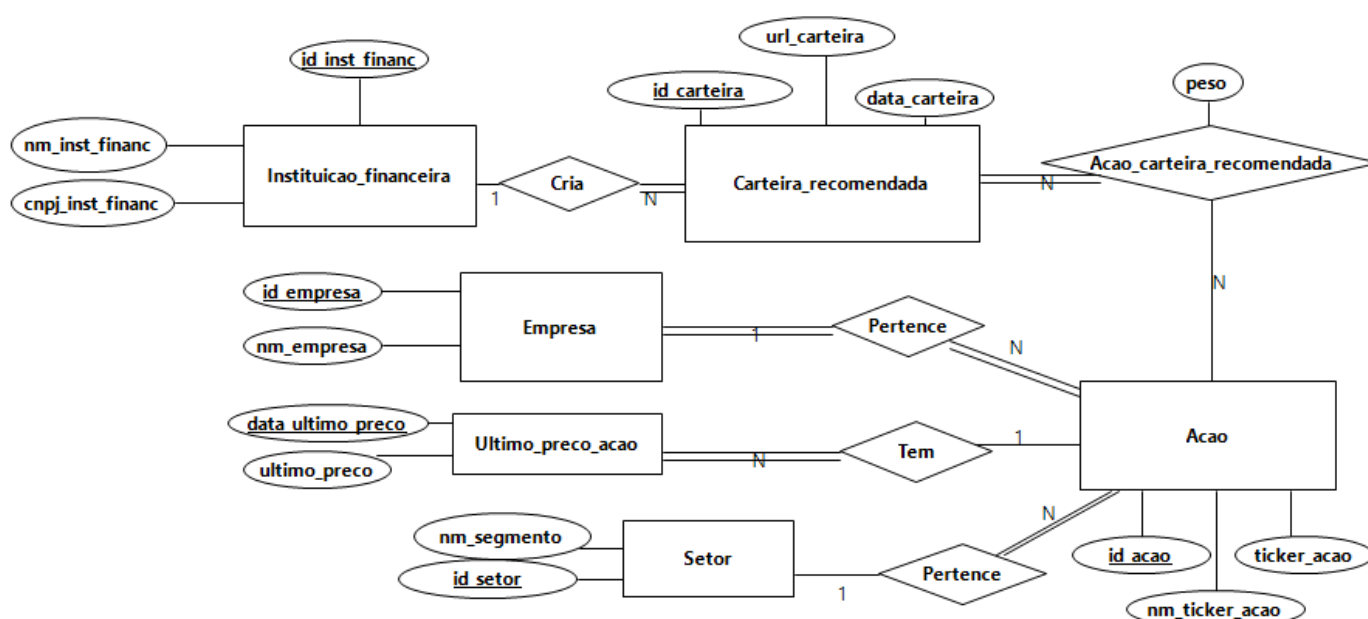 url_carteira
id_inst_financ
id_carteira
data_carteira
peso
nm_inst_financ
Instituicao_financeira
cnpj_inst_financ
1
Cria
N
Carteira_recomendada
N
Acao_carteira_recomendada
N
id_empresa
nm_empresa
Empresa
1
Pertence
N
data_ultimo_preco
ultimo_preco
Ultimo_preco_acao
N
Tem
1
Acao
nm_segmento
id_setor
Setor
1
Pertence
N
id_acao
ticker_acao
nm_ticker_acao